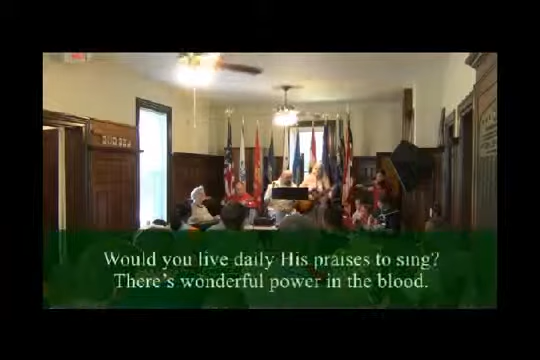 Would you live daily His praises to sing?
There's wonderful power in the blood.